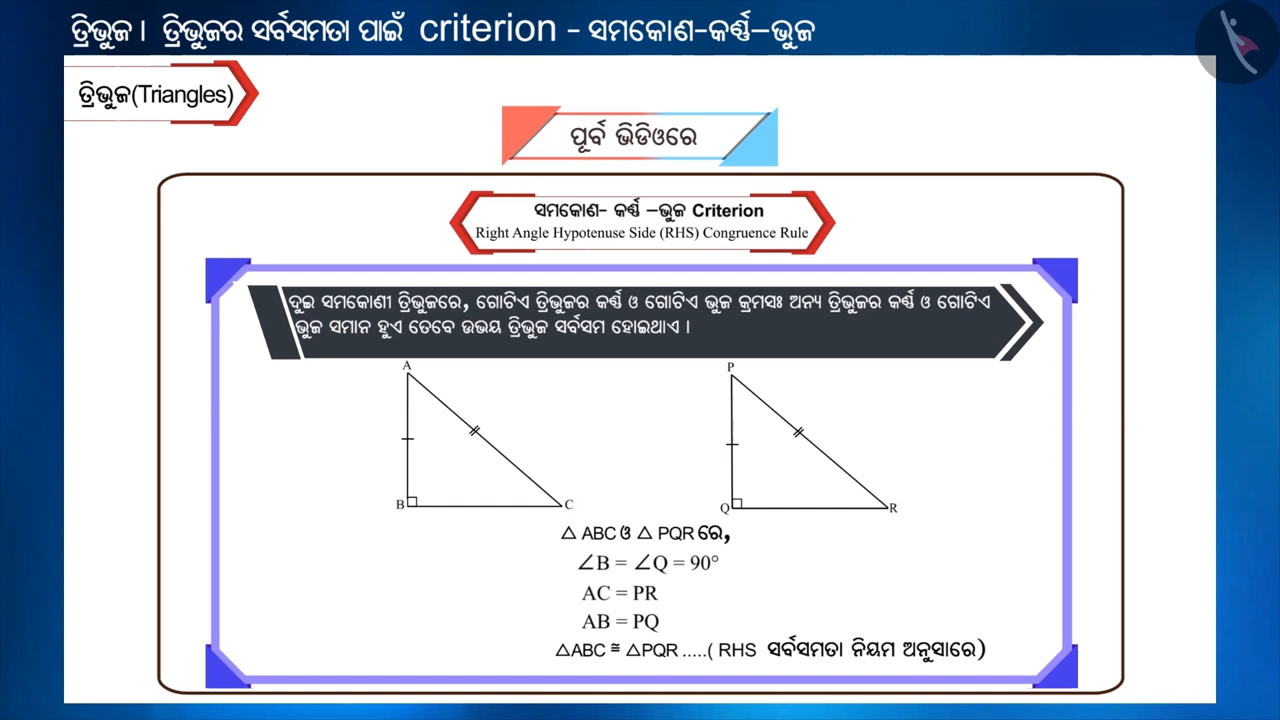 ତ୍ରିଭୁଜ । ତ୍ରିଭୁଜର ସର୍ବସମତା ପାଇଁ criterion - ସମକୋଣ-କର୍ଣ୍ଣ-ଭୁଜ
ତ୍ରିଭୁଜ(Triangles)
ପୂର୍ବ ଭିଡିଓରେ
ସମକୋଣ- କର୍ଣ୍ଣ –ଭୁଜ Criterion
Right Angle Hypotenuse Side (RHS) Congruence Rule
ଦୁଇ ସମକୋଣୀ ତ୍ରିଭୁଜରେ, ଗୋଟିଏ ତ୍ରିଭୁଜର କର୍ଣ୍ଣ ଓ ଗୋଟିଏ ଭୁଜ କ୍ରମସଃ ଅନ୍ୟ ତ୍ରିଭୁଜର କର୍ଣ୍ଣ ଓ ଗୋଟିଏ
ଭୁଜ ସମାନ ହୁଏ ତେବେ ଉଭୟ ତ୍ରିଭୁଜ ସର୍ବସମ ହୋଇଥାଏ ।
A
P
B
C
Q
R
△ ABC ଓ △ PQR ରେ,
∠B = ∠Q = 90°
AC = PR
AB = PQ
△ABC ≅ △PQR .....( RHS ସର୍ବସମତା ନିୟମ ଅନୁସାରେ)